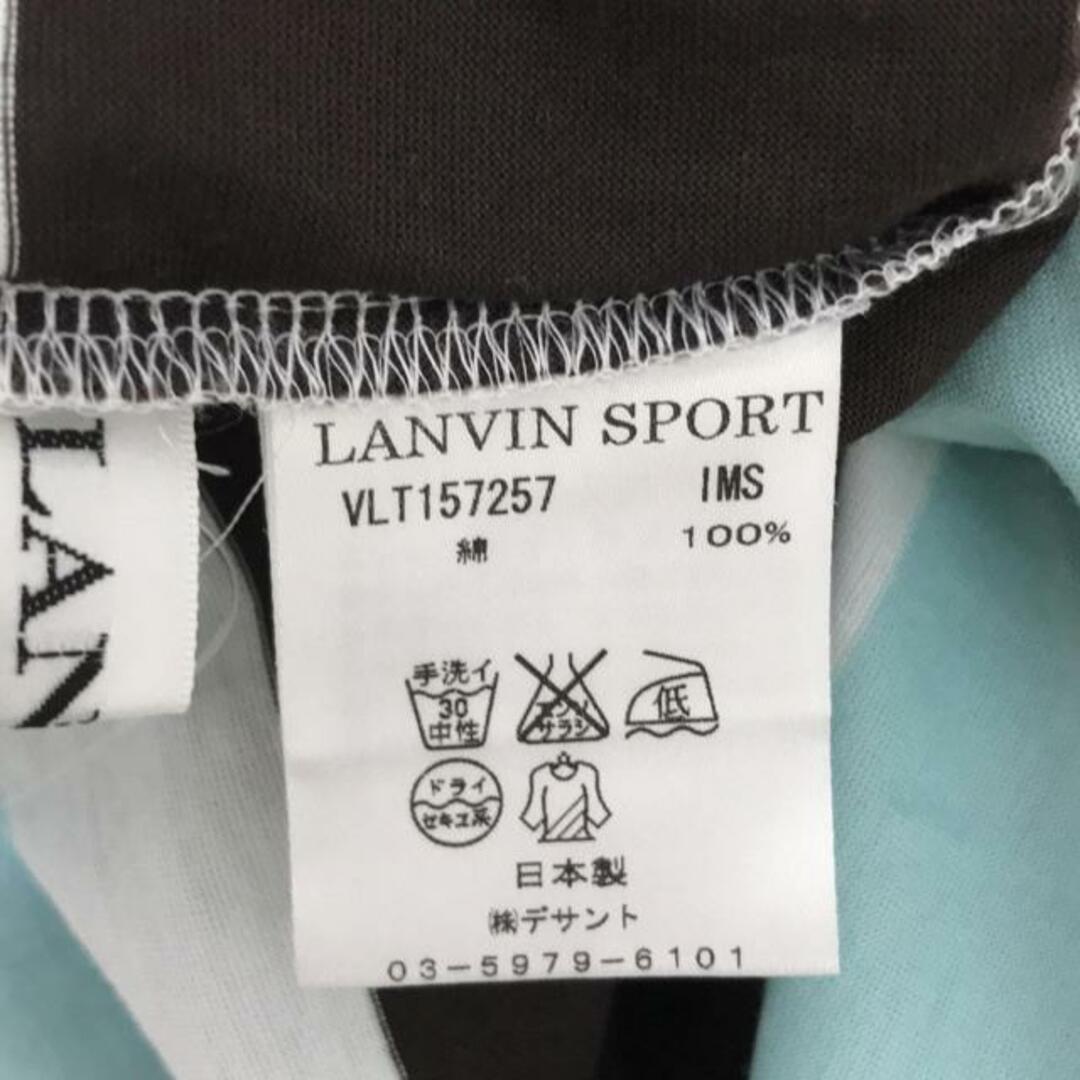 LANVIN SPORT
VLT157257 IMS
綿 100%
手洗イ
30
中性
エンソ
サラシ
低
ドライ
セキユ系
日本製
㈱デサント
03-5979-6101
LAN